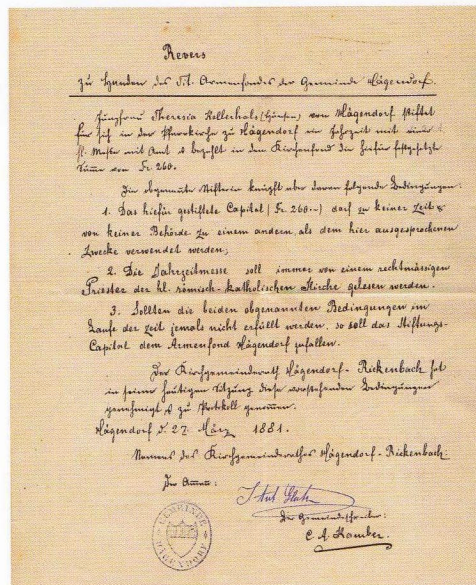 Revers
zu Handen des Tit. Armenfondes der Gemeinde Hägendorf.
Jungfrau Theresia Kellerhals von Hägendorf stiftet
für sich in der Pfarrkirche zu Hägendorf ein Jahrzeit mit einer
hl. Messe mit Amt & bezahlt in den Kirchenfond die hiefür festgesetzte
Summe von Fr. 260.
Die obgenannte Stifterin knüpft aber daran folgende Bedingungen:
1. Das hiefür gestiftete Capital (Fr. 260.-) darf zu keiner Zeit &
von keiner Behörde zu einem andern als dem hier ausgesprochenen
Zwecke verwendet werden;
2. Die Jahrzeitmesse soll immer von einem rechtmässigen
Priester der hl. römisch-katholischen Kirche gelesen werden.
3. Sollten die beiden obgenannten Bedingungen im
Laufe der Zeit jemals nicht erfüllt werden, so soll das Stiftungs-
Capital dem Armenfond Hägendorf zufallen.
Der Kirchgemeinderath Hägendorf-Rickenbach hat
in seiner heutigen Sitzung diese vorstehenden Bedingungen
genehmigt & zu Protokoll genommen.
Hägendorf d. 27. März 1881.
Namens des Kirchgemeinderathes Hägendorf-Rickenbach:
Der Amman:
Der Gemeindeschreiber:
C. A. Kamber.
GEMEINDE
HÄGENDORF